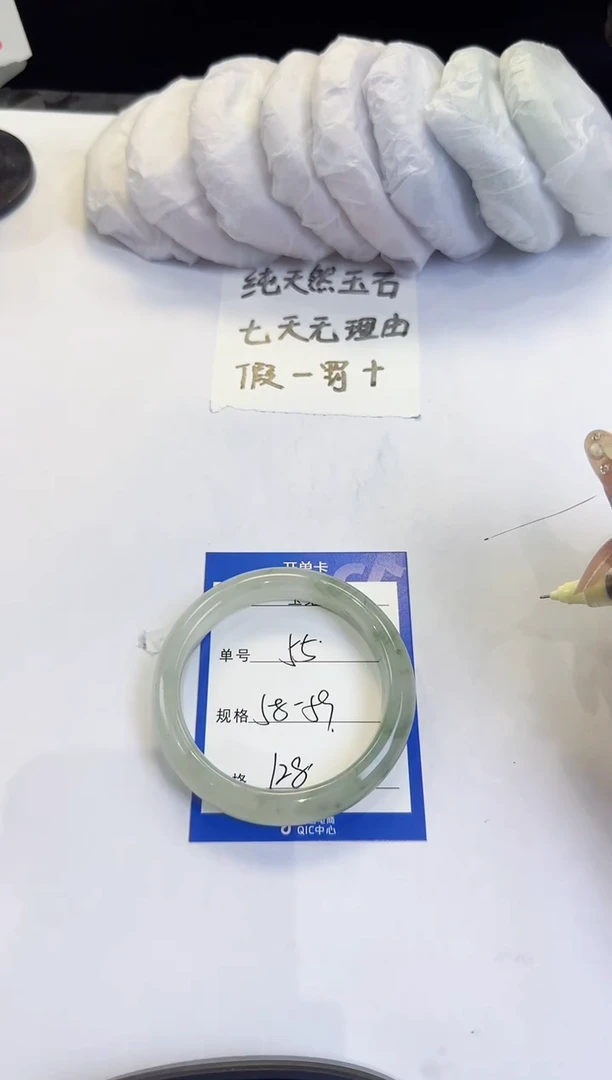 纯天然玉石
七天无理由
假一罚十
开单卡
单号 55
规格 58-59
格 128
QIC中心